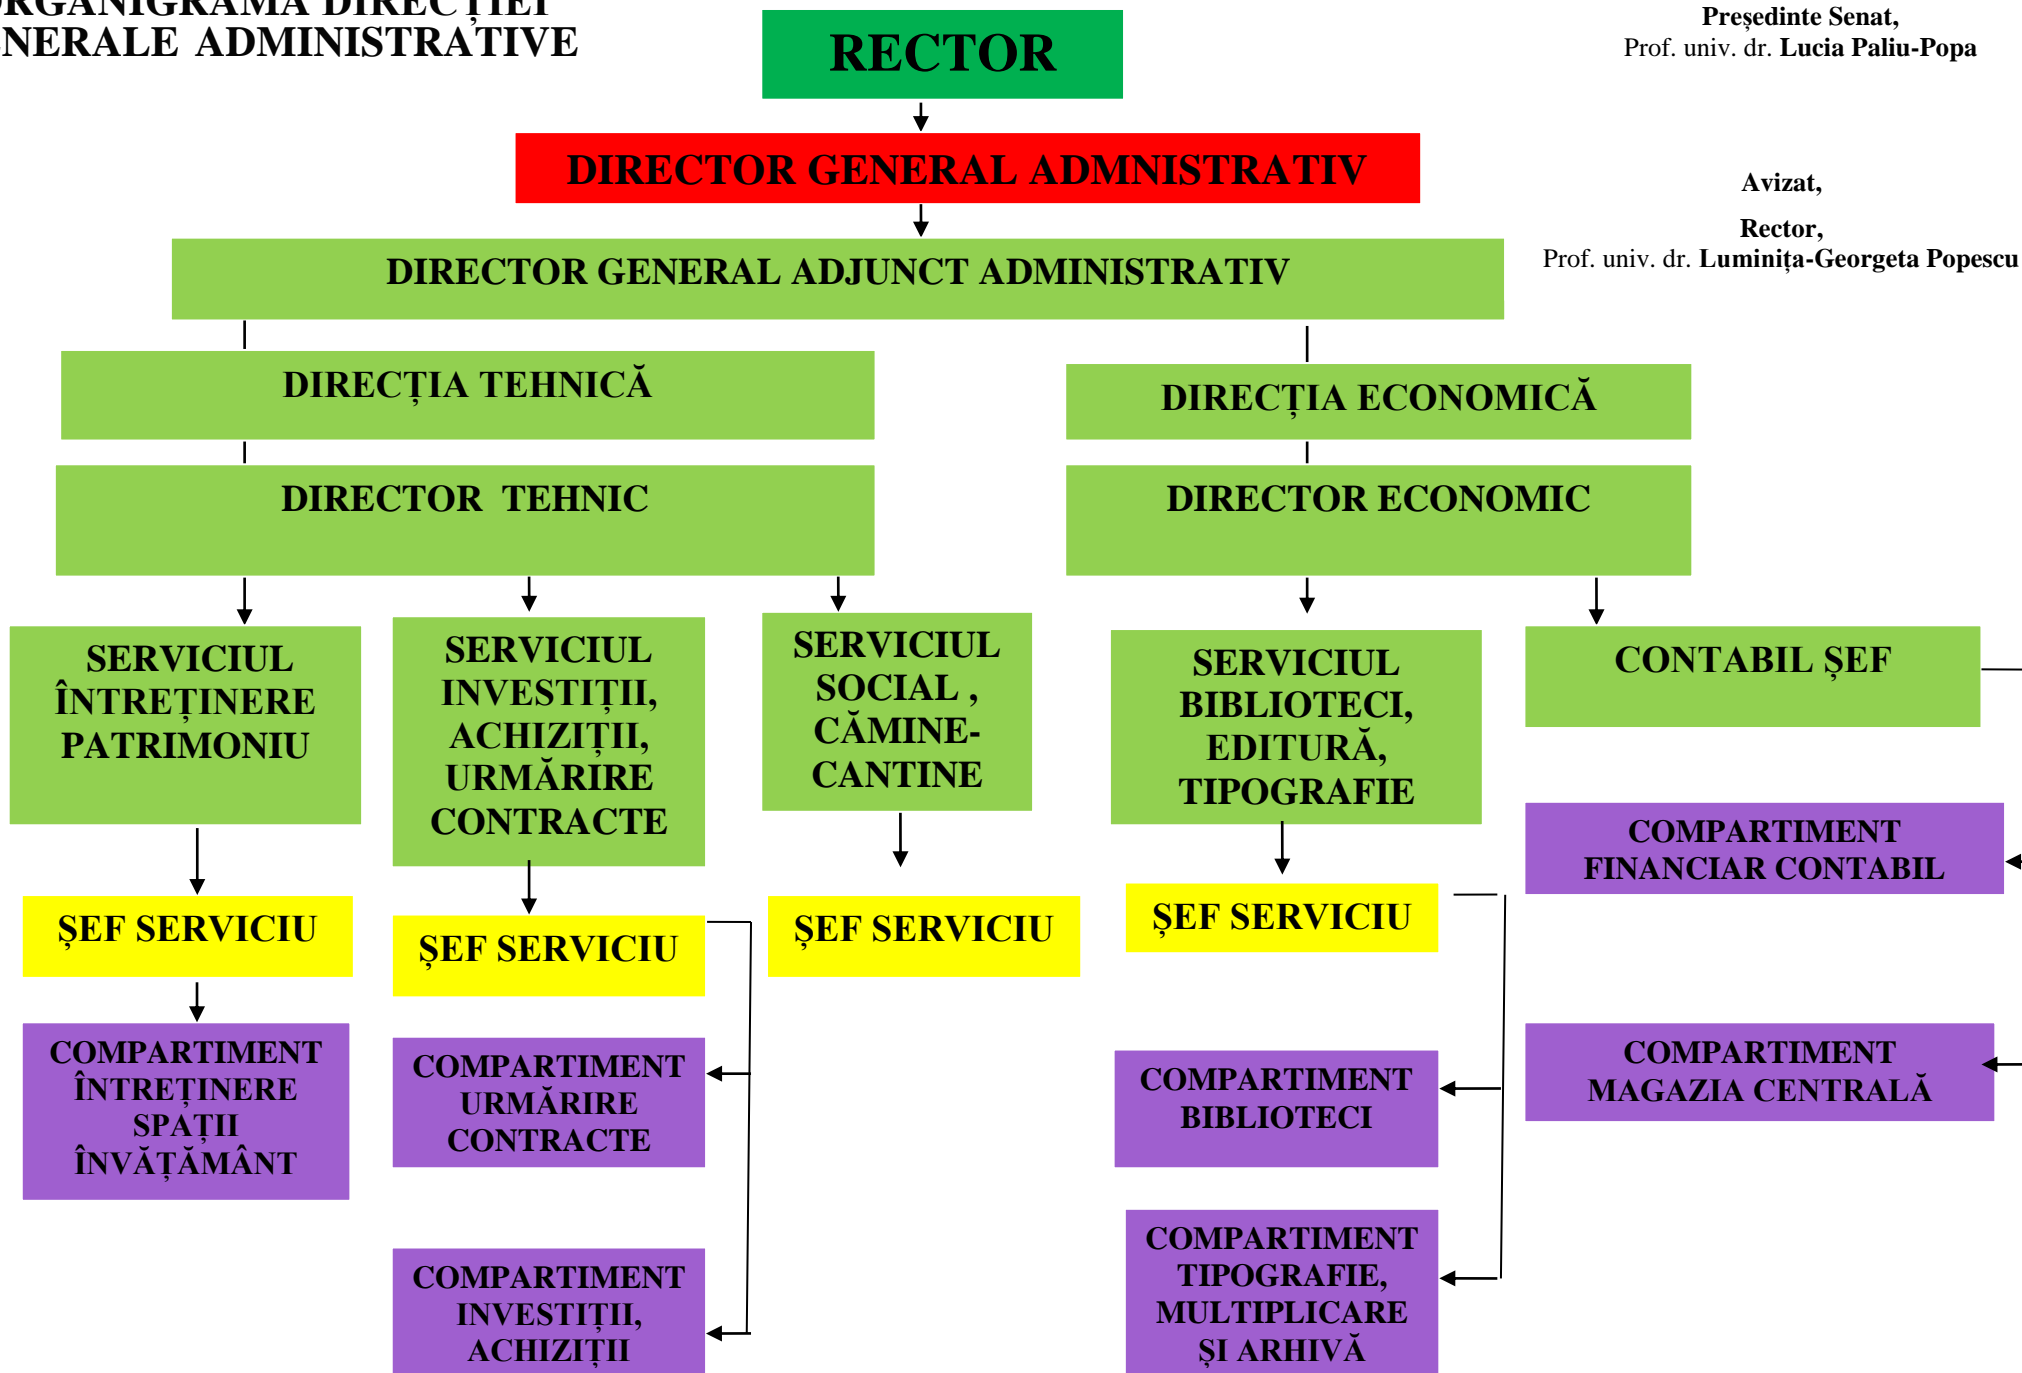 ORGANIGRAMA DIRECȚIEI
GENERALE ADMINISTRATIVE
RECTOR
Președinte Senat,
Prof. univ. dr. Lucia Paliu-Popa
DIRECTOR GENERAL ADMNISTRATIV
Avizat,
Rector,
Prof. univ. dr. Luminița-Georgeta Popescu
DIRECTOR GENERAL ADJUNCT ADMINISTRATIV
DIRECȚIA TEHNICĂ
DIRECȚIA ECONOMICĂ
DIRECTOR TEHNIC
DIRECTOR ECONOMIC
SERVICIUL
ÎNTREȚINERE
PATRIMONIU
SERVICIUL
INVESTIȚII,
ACHIZIȚII,
URMĂRIRE
CONTRACTE
SERVICIUL
SOCIAL ,
CĂMINE-
CANTINE
SERVICIUL
BIBLIOTECI,
EDITURĂ,
TIPOGRAFIE
CONTABIL ȘEF
COMPARTIMENT
FINANCIAR CONTABIL
ȘEF SERVICIU
ȘEF SERVICIU
ȘEF SERVICIU
ȘEF SERVICIU
COMPARTIMENT
ÎNTREȚINERE
SPAȚII
ÎNVĂȚĂMÂNT
COMPARTIMENT
URMĂRIRE
CONTRACTE
COMPARTIMENT
BIBLIOTECI
COMPARTIMENT
MAGAZIA CENTRALĂ
COMPARTIMENT
INVESTIȚII,
ACHIZIȚII
COMPARTIMENT
TIPOGRAFIE,
MULTIPLICARE
ȘI ARHIVĂ